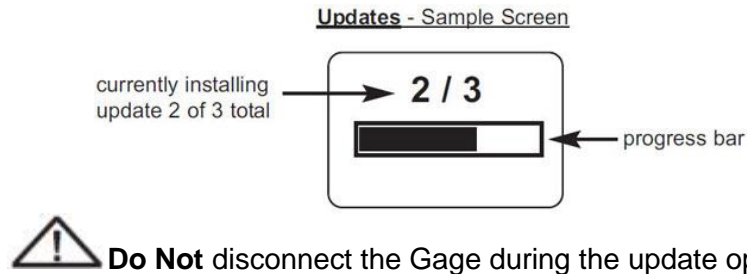 Updates - Sample Screen
currently installing
update 2 of 3 total
2 / 3
progress bar
Do Not disconnect the Gage during the update